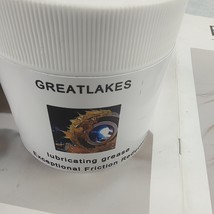 GREATLAKES
lubricating grease
Exceptional Friction